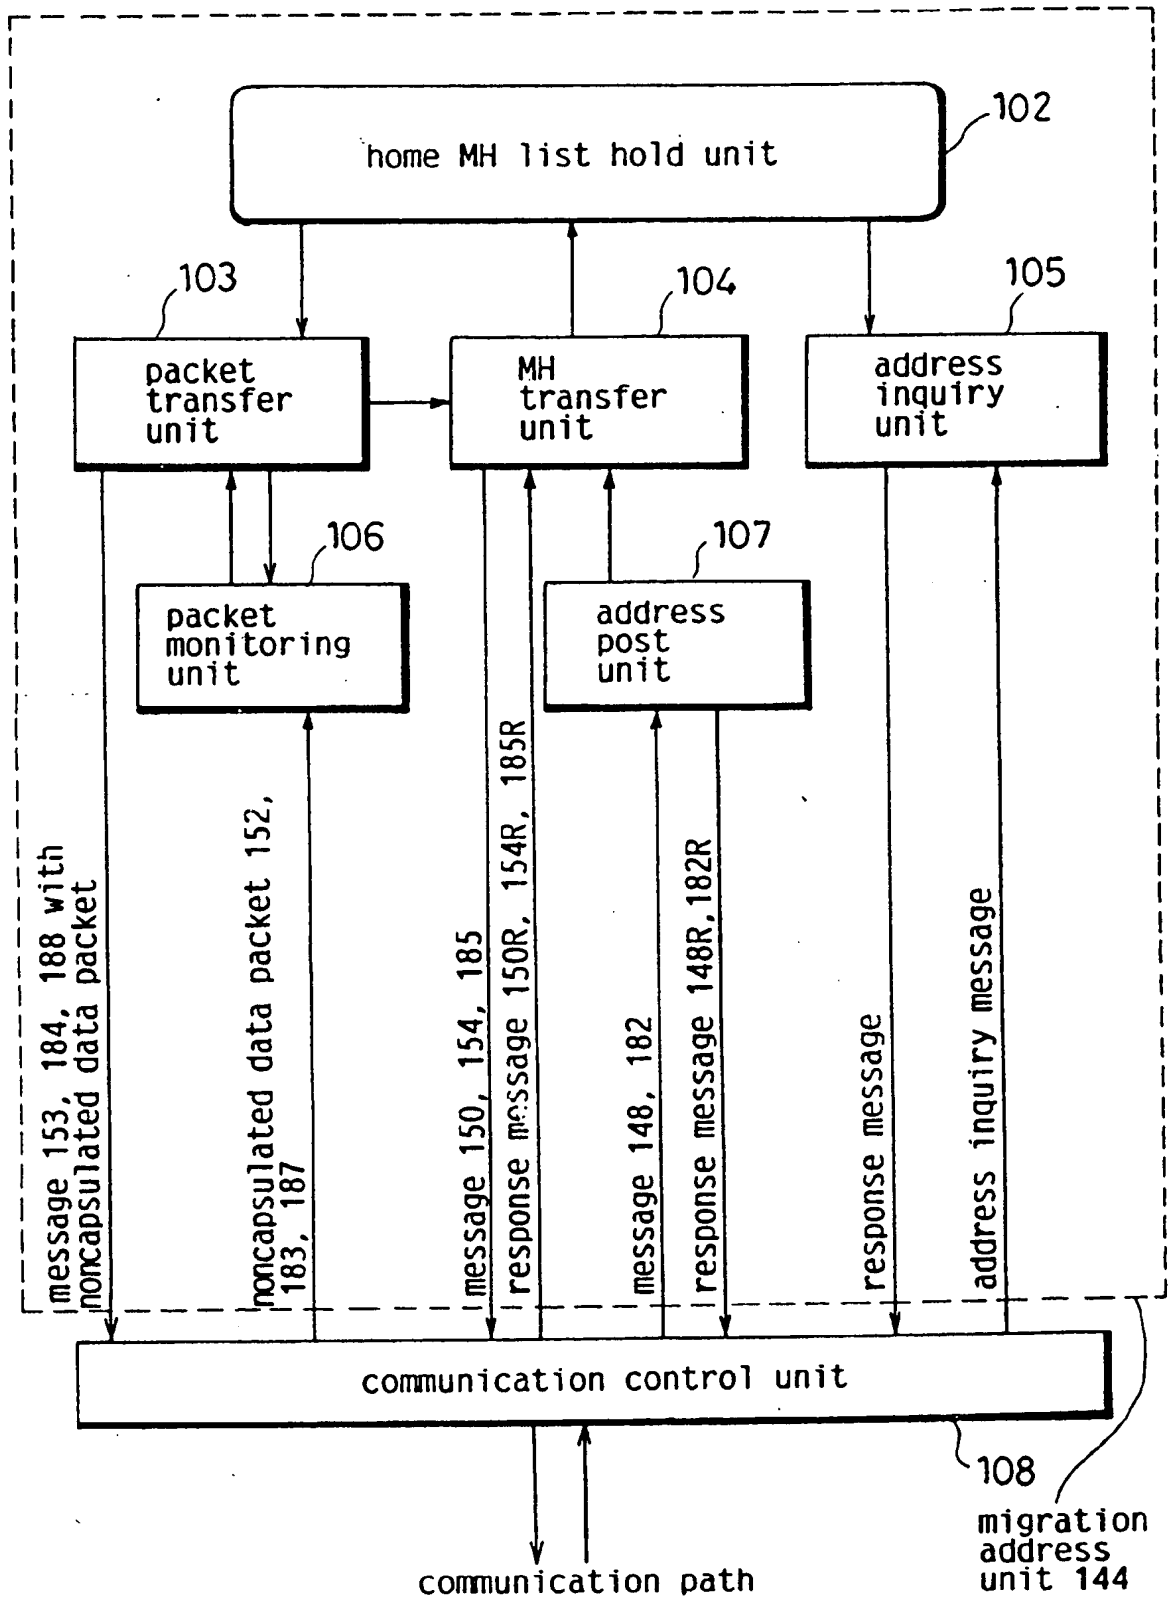 102
home MH list hold unit
103
104
105
packet
transfer
unit
MH
transfer
unit
address
inquiry
unit
106
107
packet
monitoring
unit
address
post
unit
message 153, 184, 188 with
noncapsulated data packet
noncapsulated data packet 152,
183, 187
message 150, 154, 185
response message 150R, 154R, 185R
message 148, 182
response message 148R, 182R
response message
address inquiry message
communication control unit
108
migration
address
unit 144
communication path